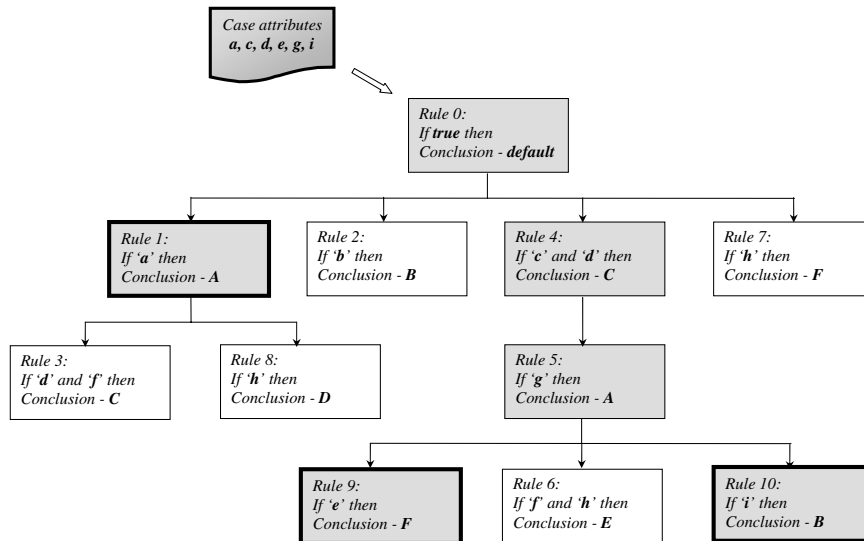 Case attributes
a, c, d, e, g, i
Rule 0:
If true then
Conclusion - default
Rule 1:
If ‘a’ then
Conclusion - A
Rule 2:
If ‘b’ then
Conclusion - B
Rule 4:
If ‘c’ and ‘d’ then
Conclusion - C
Rule 7:
If ‘h’ then
Conclusion - F
Rule 3:
If ‘d’ and ‘f’ then
Conclusion - C
Rule 8:
If ‘h’ then
Conclusion - D
Rule 5:
If ‘g’ then
Conclusion - A
Rule 9:
If ‘e’ then
Conclusion - F
Rule 6:
If ‘f’ and ‘h’ then
Conclusion - E
Rule 10:
If ‘i’ then
Conclusion - B